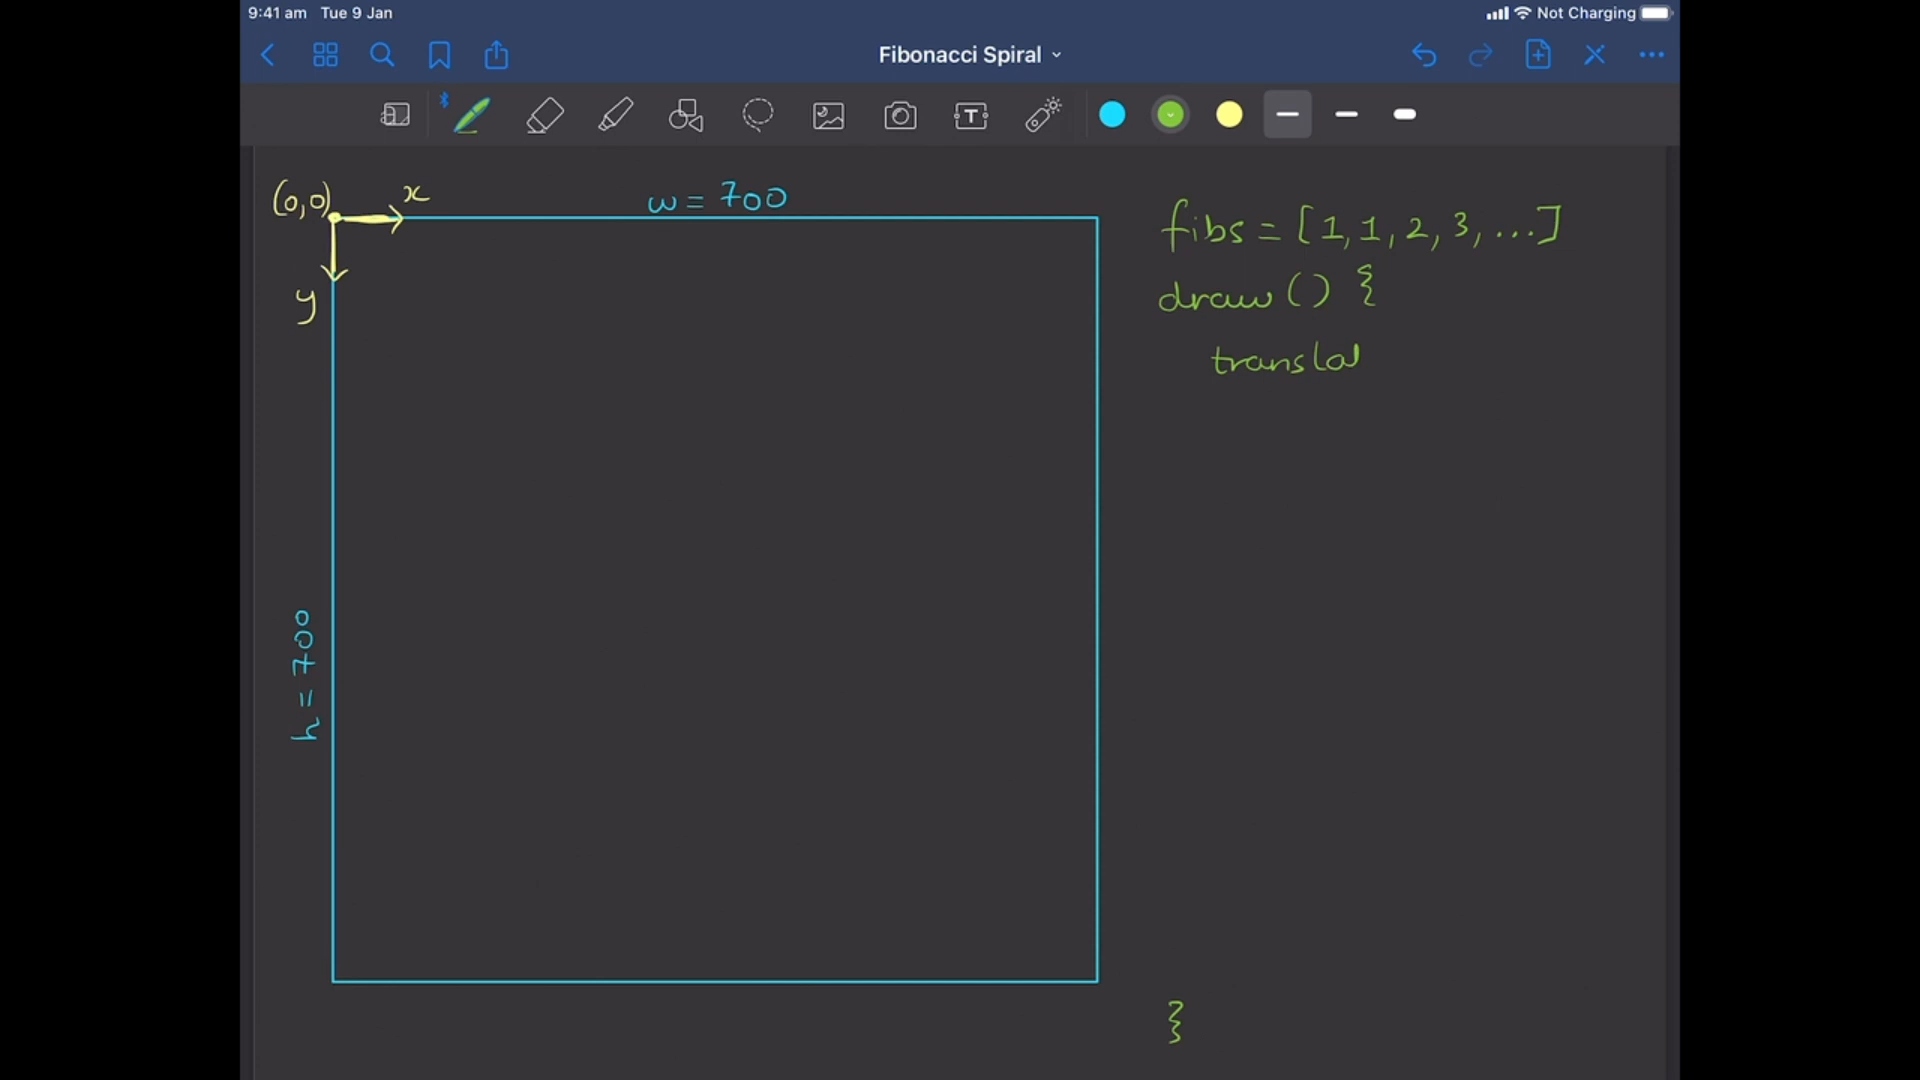 9:41 am Tue 9 Jan
Not Charging
Fibonacci Spiral
T
(0,0)
x
w = 700
y
h = 700
fibs = [1, 1, 2, 3, ...]
draw () {
translat
}